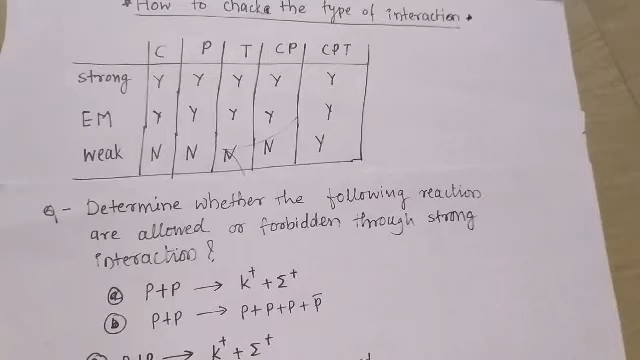 * How to chack the type of interaction *
C P T CP CPT
strong Y Y Y Y Y
EM Y Y Y Y Y
weak N N N N Y
Q - Determine whether the following reaction
are allowed or forbidden through strong
interaction ?
(a) P+P → K⁺ + Σ⁺
(b) P+P → P+P+P+p̄
K⁺ + Σ⁺